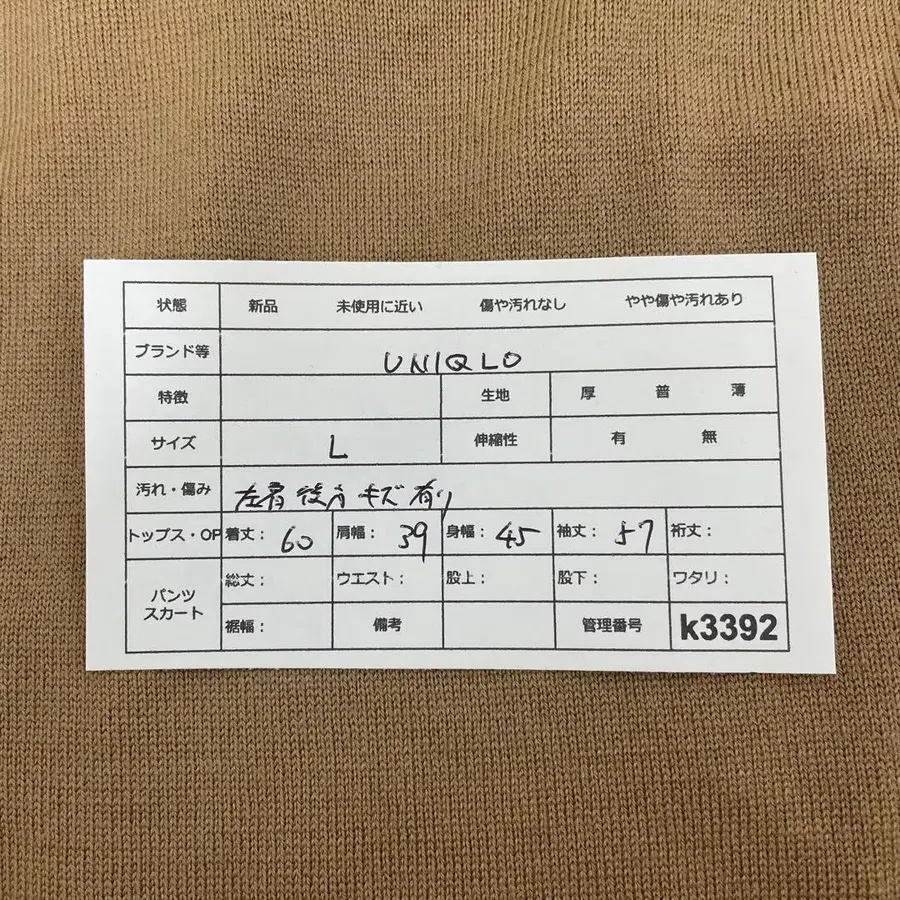 状態 新品 未使用に近い 傷や汚れなし やや傷や汚れあり
ブランド等 UNIQLO
特徴 生地 厚 普 薄
サイズ L 伸縮性 有 無
汚れ・傷み 左肩後方キズ有り
トップス・OP 着丈: 60 肩幅: 39 身幅: 45 袖丈: 57 裄丈:
パンツ スカート 総丈: ウエスト: 股上: 股下: ワタリ:
裾幅: 備考 管理番号 k3392